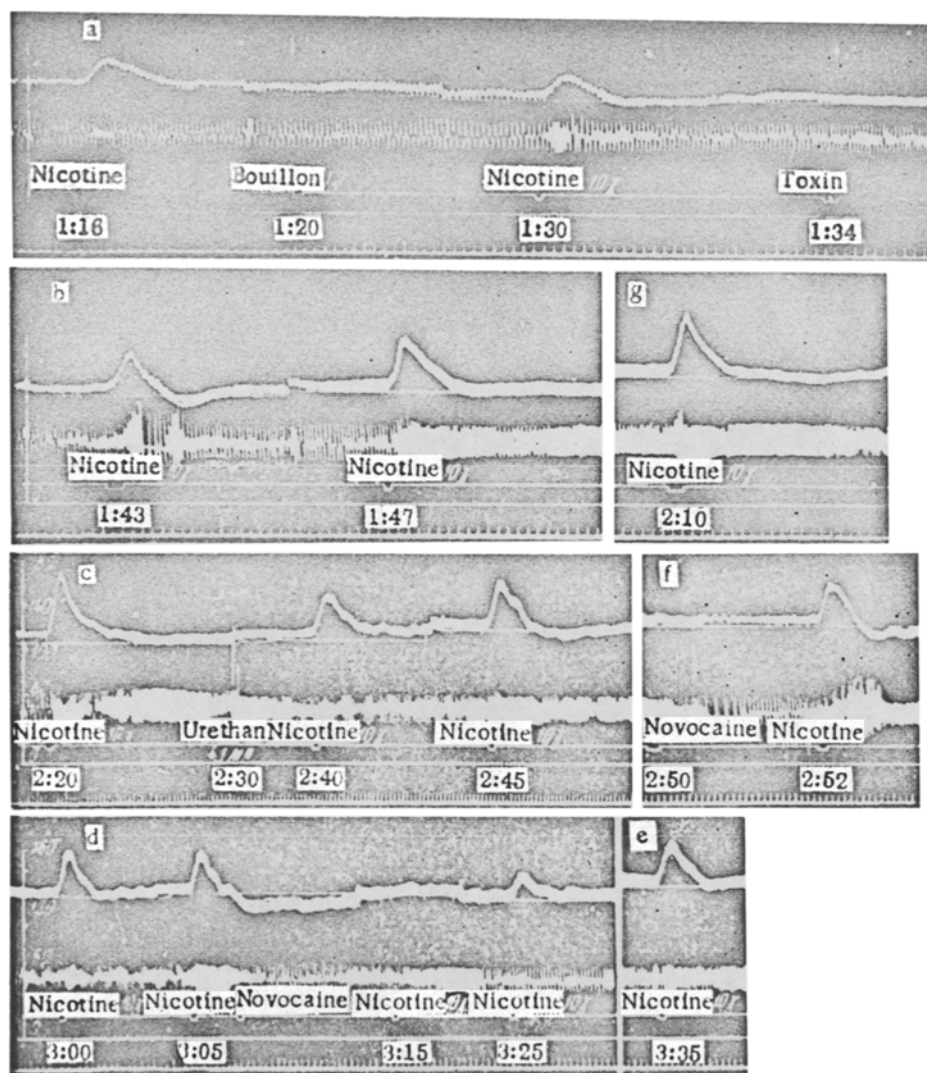 a
Nicotine Bouillon Nicotine Toxin
1:16 1:20 1:30 1:34
b
Nicotine Nicotine
1:43 1:47
g
Nicotine
2:10
c
Nicotine Urethan Nicotine Nicotine
2:20 2:30 2:40 2:45
f
Novocaine Nicotine
2:50 2:52
d
Nicotine Nicotine Novocaine Nicotine Nicotine
3:00 3:05 3:15 3:25
e
Nicotine
3:35